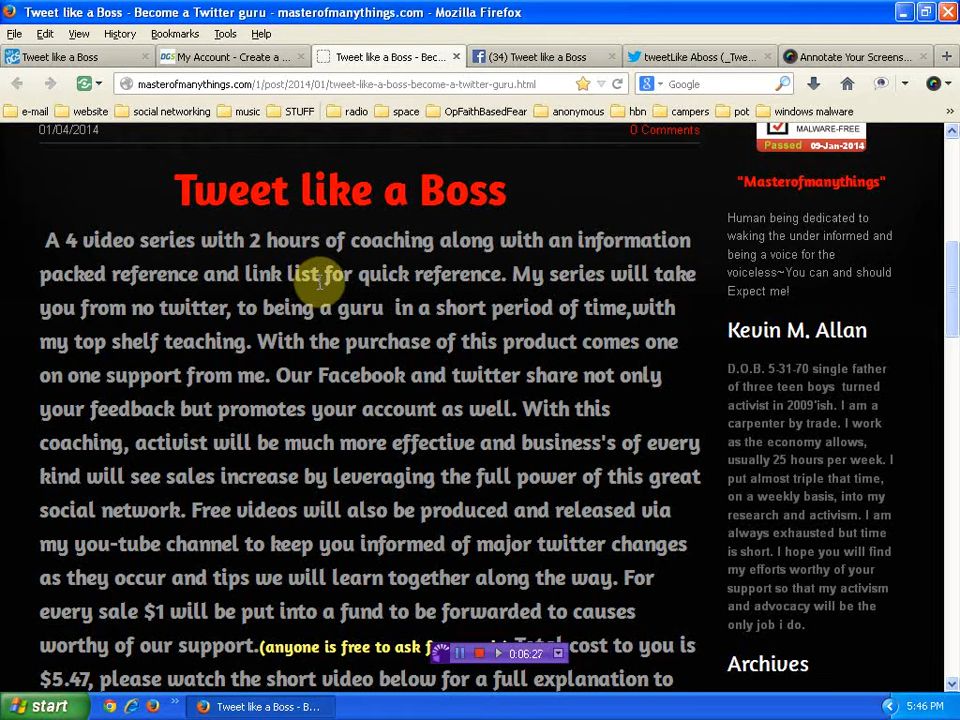 Tweet like a Boss - Become a Twitter guru - masterofmanythings.com - Mozilla Firefox
File Edit View History Bookmarks Tools Help
Tweet like a Boss
DGS My Account - Create a ...
Tweet like a Boss - Bec...
(34) Tweet like a Boss
tweetLike Aboss (_Twe...
Annotate Your Screens...
masterofmanythings.com/1/post/2014/01/tweet-like-a-boss-become-a-twitter-guru.html
Google
e-mail website social networking music STUFF radio space OpFaithBasedFear anonymous hbn campers pot windows malware
01/04/2014
0 Comments
Tweet like a Boss
A 4 video series with 2 hours of coaching along with an information
packed reference and link list for quick reference. My series will take
you from no twitter, to being a guru in a short period of time,with
my top shelf teaching. With the purchase of this product comes one
on one support from me. Our Facebook and twitter share not only
your feedback but promotes your account as well. With this
coaching, activist will be much more effective and business's of every
kind will see sales increase by leveraging the full power of this great
social network. Free videos will also be produced and released via
my you-tube channel to keep you informed of major twitter changes
as they occur and tips we will learn together along the way. For
every sale $1 will be put into a fund to be forwarded to causes
worthy of our support.(anyone is free to ask cost to you is
$5.47, please watch the short video below for a full explanation to
MALWARE-FREE
Passed 09-Jan-2014
"Masterofmanythings"
Human being dedicated to
waking the under informed and
being a voice for the
voiceless~You can and should
Expect me!
Kevin M. Allan
D.O.B. 5-31-70 single father
of three teen boys turned
activist in 2009'ish. I am a
carpenter by trade. I work
as the economy allows,
usually 25 hours per week. I
put almost triple that time,
on a weekly basis, into my
research and activism. I am
always exhausted but time
is short. I hope you will find
my efforts worthy of your
support so that my activism
and advocacy will be the
only job i do.
Archives
0:06.27
start
Tweet like a Boss - B...
5:46 PM